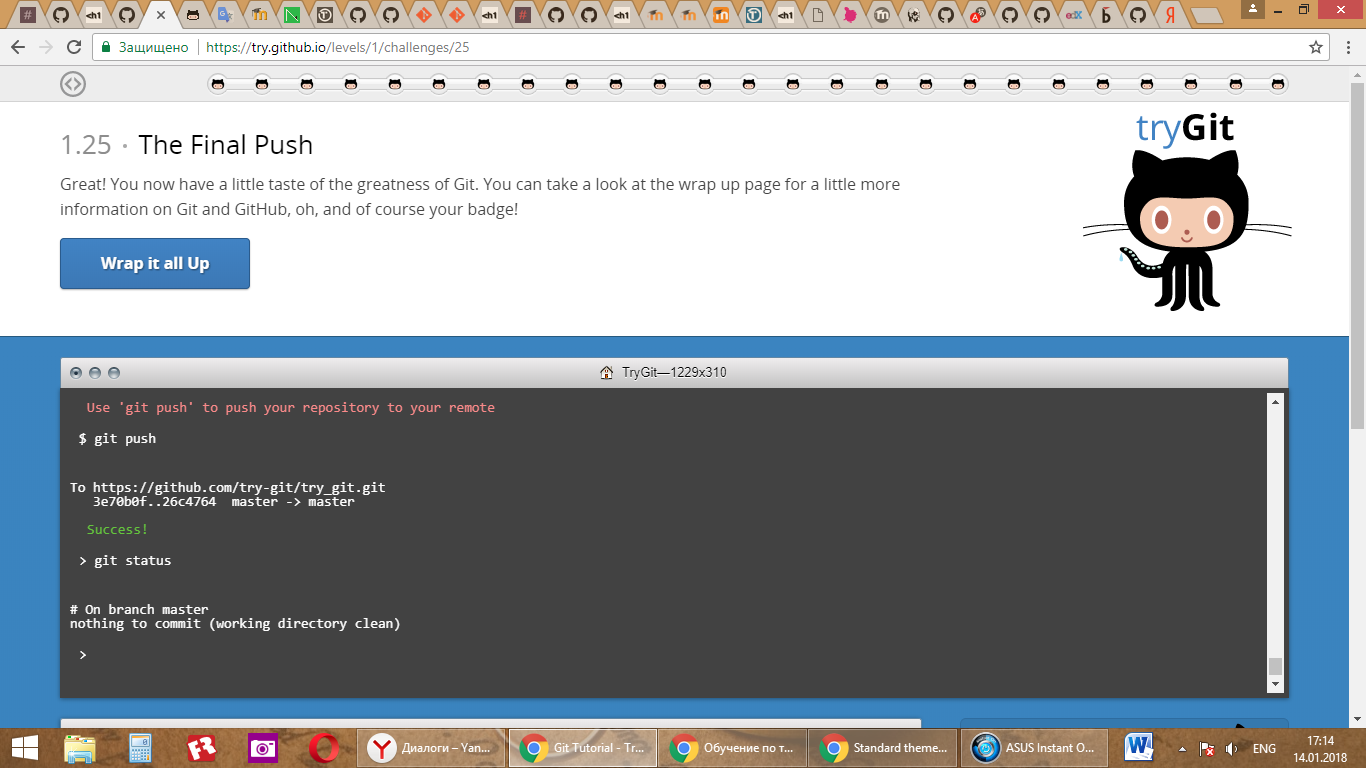 ch1
ch1
#
ch1
ch1
Б
Я
Защищено
https://try.github.io/levels/1/challenges/25
1.25 · The Final Push
tryGit
Great! You now have a little taste of the greatness of Git. You can take a look at the wrap up page for a little more
information on Git and GitHub, oh, and of course your badge!
Wrap it all Up
TryGit—1229x310
Use 'git push' to push your repository to your remote
$ git push
To https://github.com/try-git/try_git.git
3e70b0f..26c4764 master -> master
Success!
> git status
# On branch master
nothing to commit (working directory clean)
>
Диалоги – Yan...
Git Tutorial - Tr...
Обучение по т...
Standard theme...
ASUS Instant O...
ENG
17:14
14.01.2018